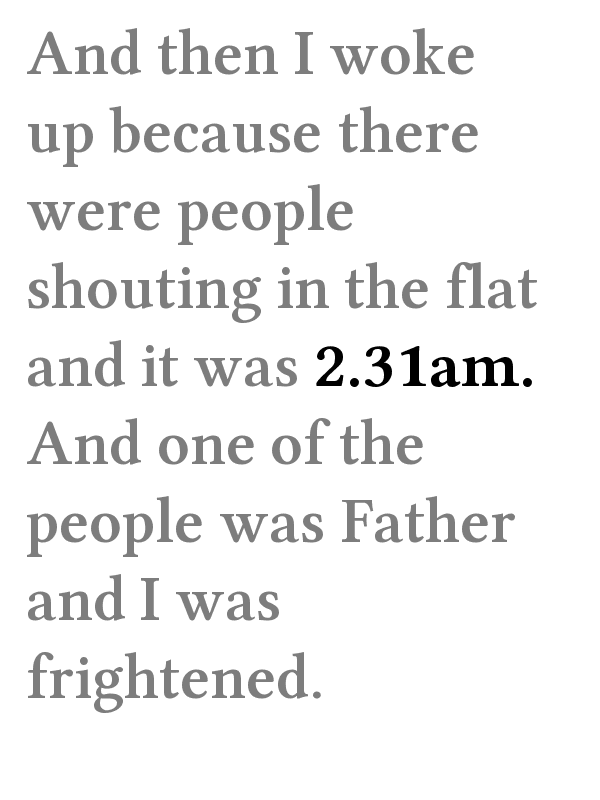 And then I woke
up because there
were people
shouting in the flat
and it was 2.31am.
And one of the
people was Father
and I was
frightened.